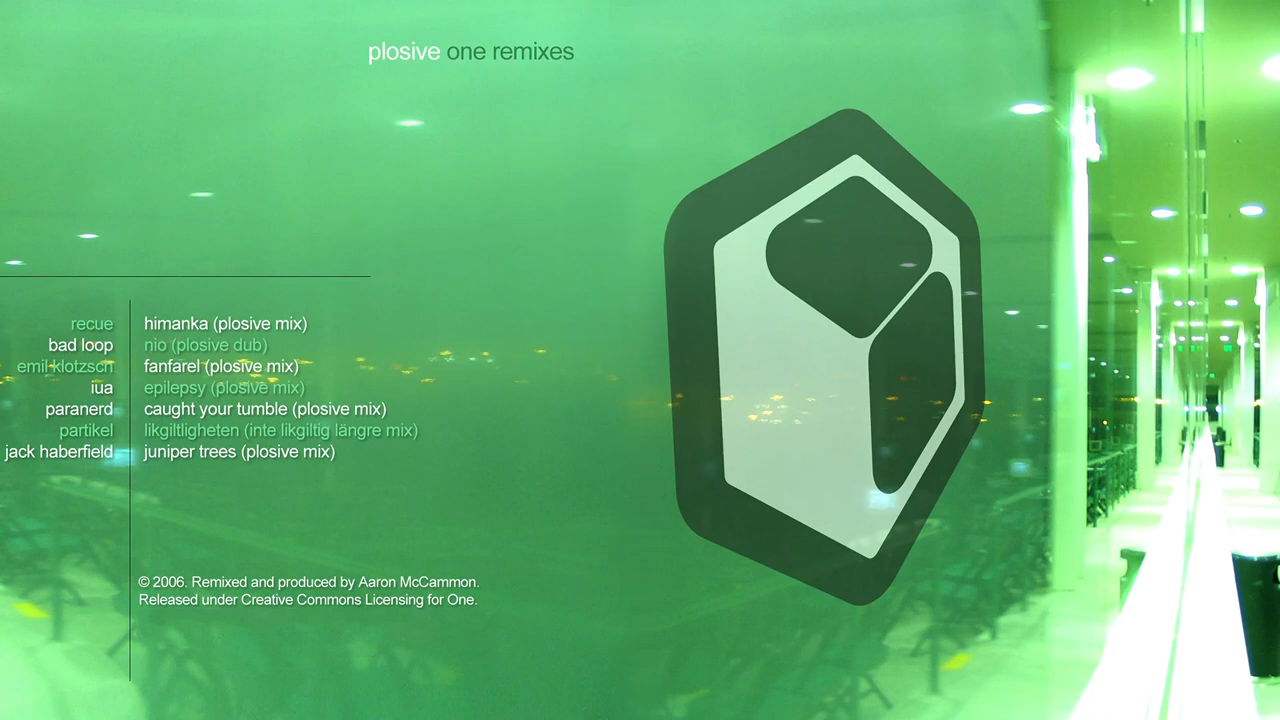 plosive one remixes
recue himanka (plosive mix)
bad loop nio (plosive dub)
emil klotzsch fanfarel (plosive mix)
iua epilepsy (plosive mix)
paranerd caught your tumble (plosive mix)
partikel likgiltligheten (inte likgiltig längre mix)
jack haberfield juniper trees (plosive mix)
© 2006. Remixed and produced by Aaron McCammon.
Released under Creative Commons Licensing for One.